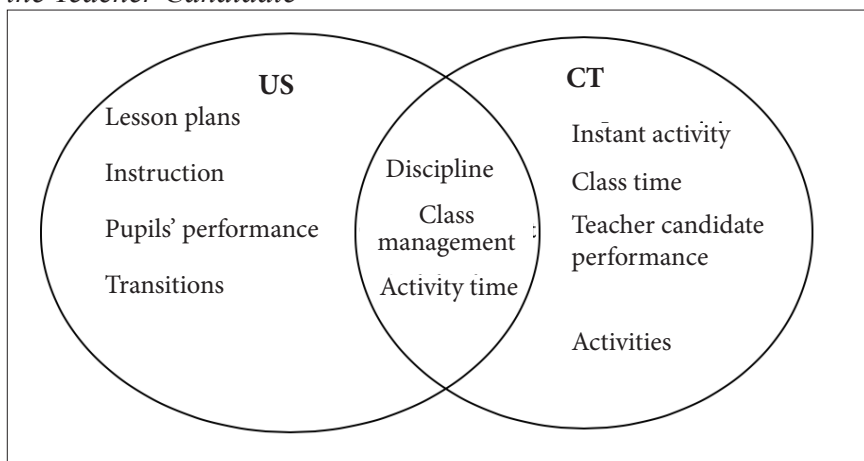 the Teacher Candidate
US
Lesson plans
Instruction
Pupils' performance
Transitions
Discipline
Class
management
Activity time
CT
Instant activity
Class time
Teacher candidate
performance
Activities